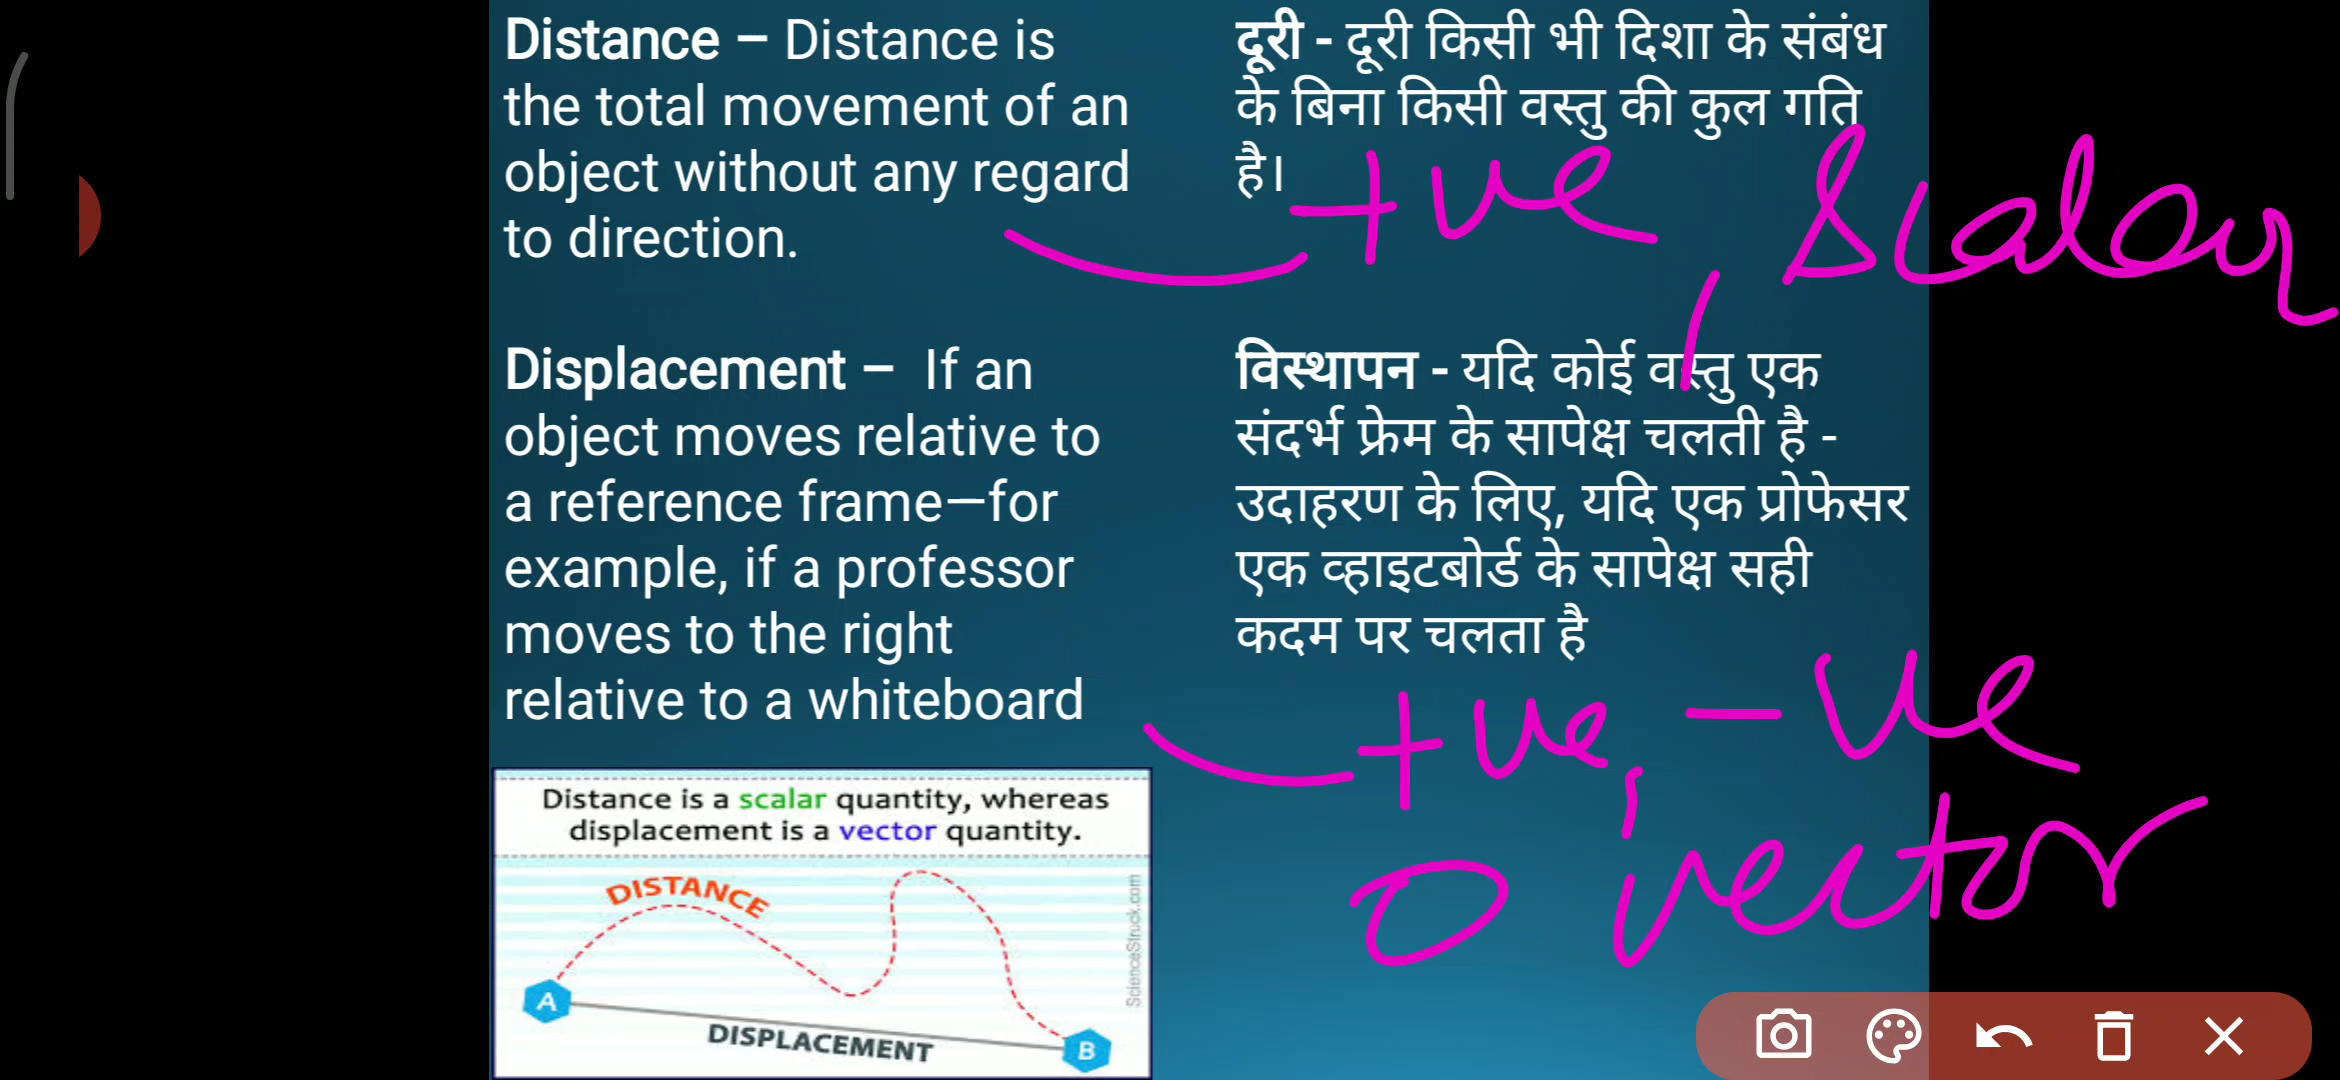 Distance – Distance is
the total movement of an
object without any regard
to direction.
दूरी - दूरी किसी भी दिशा के संबंध
के बिना किसी वस्तु की कुल गति
है।
+ve, Scalar
Displacement – If an
object moves relative to
a reference frame—for
example, if a professor
moves to the right
relative to a whiteboard
विस्थापन - यदि कोई वस्तु एक
संदर्भ फ्रेम के सापेक्ष चलती है -
उदाहरण के लिए, यदि एक प्रोफेसर
एक व्हाइटबोर्ड के सापेक्ष सही
कदम पर चलता है
+ve, -ve
0, vector
Distance is a scalar quantity, whereas
displacement is a vector quantity.
DISTANCE
A
DISPLACEMENT
B
ScienceStruck.com